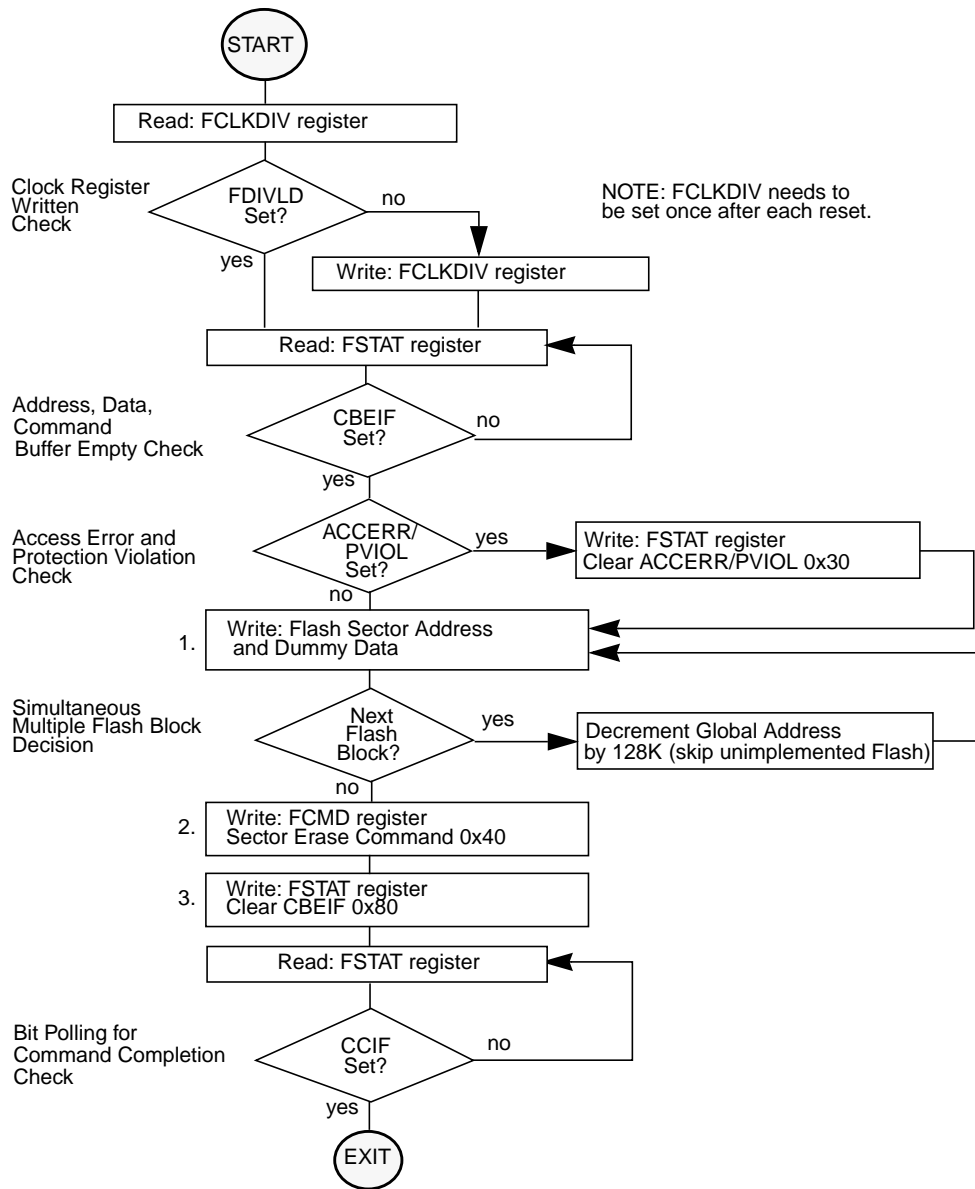 START
Read: FCLKDIV register
Clock Register
Written
Check
FDIVLD
Set?
no
NOTE: FCLKDIV needs to
be set once after each reset.
yes
Write: FCLKDIV register
Read: FSTAT register
Address, Data,
Command
Buffer Empty Check
CBEIF
Set?
no
yes
Access Error and
Protection Violation
Check
ACCERR/
PVIOL
Set?
yes
Write: FSTAT register
Clear ACCERR/PVIOL 0x30
no
1.
Write: Flash Sector Address
and Dummy Data
Simultaneous
Multiple Flash Block
Decision
Next
Flash
Block?
yes
Decrement Global Address
by 128K (skip unimplemented Flash)
no
2.
Write: FCMD register
Sector Erase Command 0x40
3.
Write: FSTAT register
Clear CBEIF 0x80
Read: FSTAT register
Bit Polling for
Command Completion
Check
CCIF
Set?
no
yes
EXIT